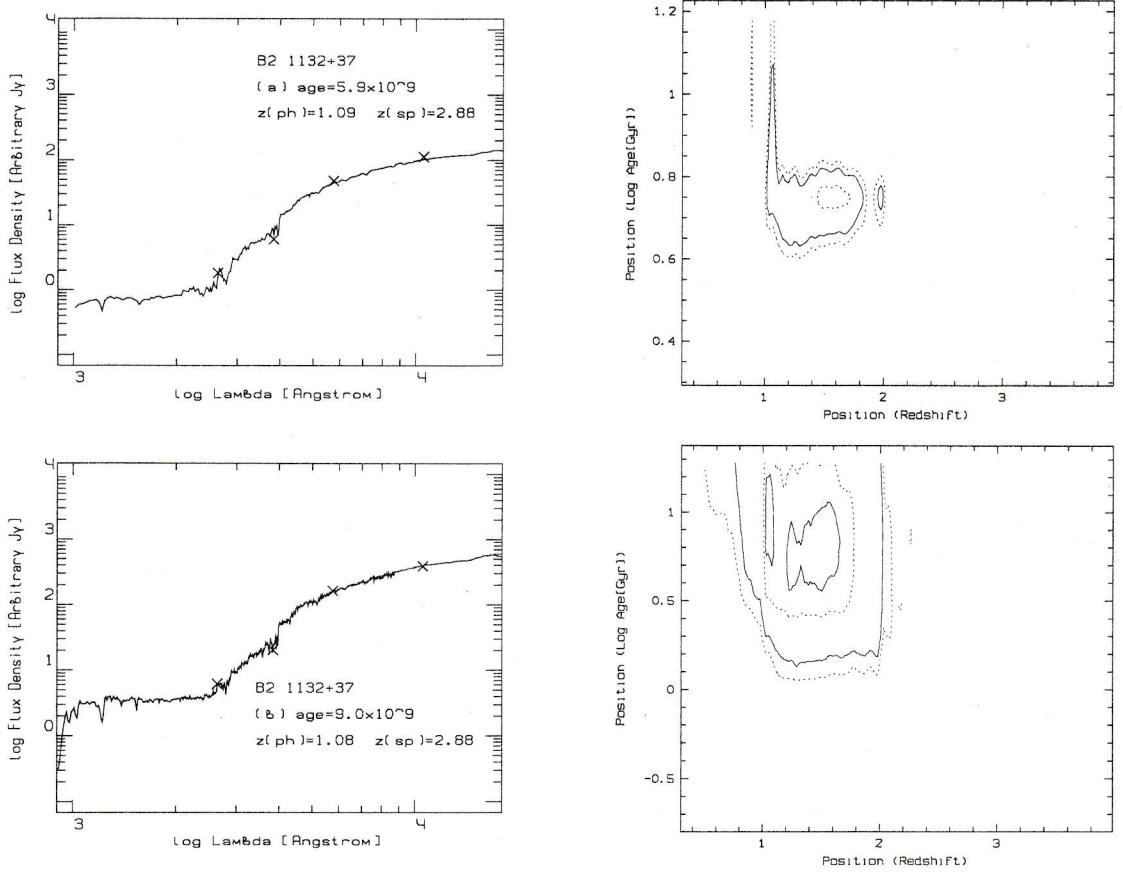 4
3
2
1
0
log Flux Density [Arbitrary Jy]
B2 1132+37
(a) age=5.9x10^9
z(ph)=1.09 z(sp)=2.88
3
4
log Lambda [Angstrom]
1.2
1
0.8
0.6
0.4
Position (Log Age[Gyr])
1
2
3
Position (Redshift)
4
3
2
1
0
log Flux Density [Arbitrary Jy]
B2 1132+37
(b) age=9.0x10^9
z(ph)=1.08 z(sp)=2.88
3
4
log Lambda [Angstrom]
1
0.5
0
-0.5
Position (Log Age[Gyr])
1
2
3
Position (Redshift)